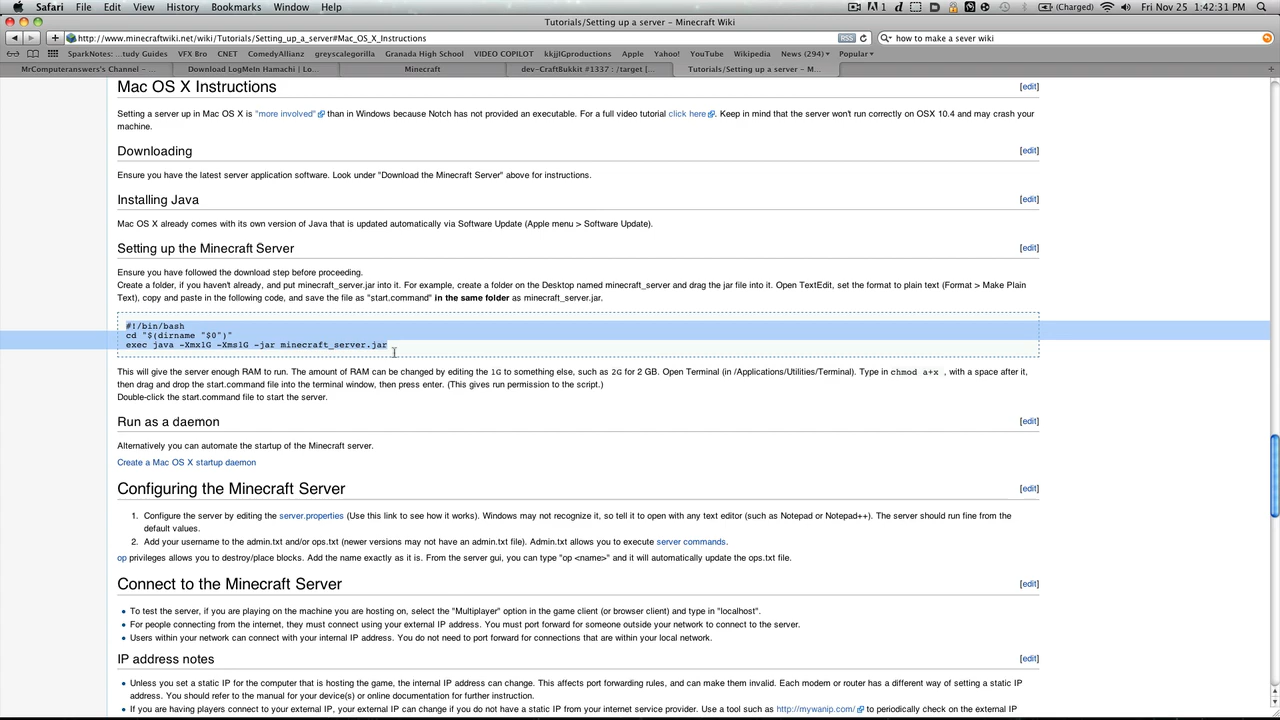 Safari File Edit View History Bookmarks Window Help
1 (Charged) Fri Nov 25 1:42:31 PM
Tutorials/Setting up a server – Minecraft Wiki
http://www.minecraftwiki.net/wiki/Tutorials/Setting_up_a_server#Mac_OS_X_Instructions RSS how to make a sever wiki
SparkNotes: ...tudy Guides VFX Bro CNET ComedyAlianz greyscalegorilla Granada High School VIDEO COPILOT kkjjIGproductions Apple Yahoo! YouTube Wikipedia News (294) Popular
MrComputeranswers's Channel – ... Download LogMeIn Hamachi | Lo... Minecraft dev-CraftBukkit #1337 : /target [... Tutorials/Setting up a server – M...
Mac OS X Instructions [edit]
Setting a server up in Mac OS X is "more involved" than in Windows because Notch has not provided an executable. For a full video tutorial click here. Keep in mind that the server won't run correctly on OSX 10.4 and may crash your
machine.
Downloading [edit]
Ensure you have the latest server application software. Look under "Download the Minecraft Server" above for instructions.
Installing Java [edit]
Mac OS X already comes with its own version of Java that is updated automatically via Software Update (Apple menu > Software Update).
Setting up the Minecraft Server [edit]
Ensure you have followed the download step before proceeding.
Create a folder, if you haven't already, and put minecraft_server.jar into it. For example, create a folder on the Desktop named minecraft_server and drag the jar file into it. Open TextEdit, set the format to plain text (Format > Make Plain
Text), copy and paste in the following code, and save the file as "start.command" in the same folder as minecraft_server.jar.
#!/bin/bash
cd "$(dirname "$0")"
exec java -Xmx1G -Xms1G -jar minecraft_server.jar
This will give the server enough RAM to run. The amount of RAM can be changed by editing the 1G to something else, such as 2G for 2 GB. Open Terminal (in /Applications/Utilities/Terminal). Type in chmod a+x , with a space after it,
then drag and drop the start.command file into the terminal window, then press enter. (This gives run permission to the script.)
Double-click the start.command file to start the server.
Run as a daemon [edit]
Alternatively you can automate the startup of the Minecraft server.
Create a Mac OS X startup daemon
Configuring the Minecraft Server [edit]
1. Configure the server by editing the server.properties (Use this link to see how it works). Windows may not recognize it, so tell it to open with any text editor (such as Notepad or Notepad++). The server should run fine from the
default values.
2. Add your username to the admin.txt and/or ops.txt (newer versions may not have an admin.txt file). Admin.txt allows you to execute server commands.
op privileges allows you to destroy/place blocks. Add the name exactly as it is. From the server gui, you can type "op <name>" and it will automatically update the ops.txt file.
Connect to the Minecraft Server [edit]
• To test the server, if you are playing on the machine you are hosting on, select the "Multiplayer" option in the game client (or browser client) and type in "localhost".
• For people connecting from the internet, they must connect using your external IP address. You must port forward for someone outside your network to connect to the server.
• Users within your network can connect with your internal IP address. You do not need to port forward for connections that are within your local network.
IP address notes [edit]
• Unless you set a static IP for the computer that is hosting the game, the internal IP address can change. This affects port forwarding rules, and can make them invalid. Each modem or router has a different way of setting a static IP
address. You should refer to the manual for your device(s) or online documentation for further instruction.
• If you are having players connect to your external IP, your external IP can change if you do not have a static IP from your internet service provider. Use a tool such as http://mywanip.com/ to periodically check on the external IP